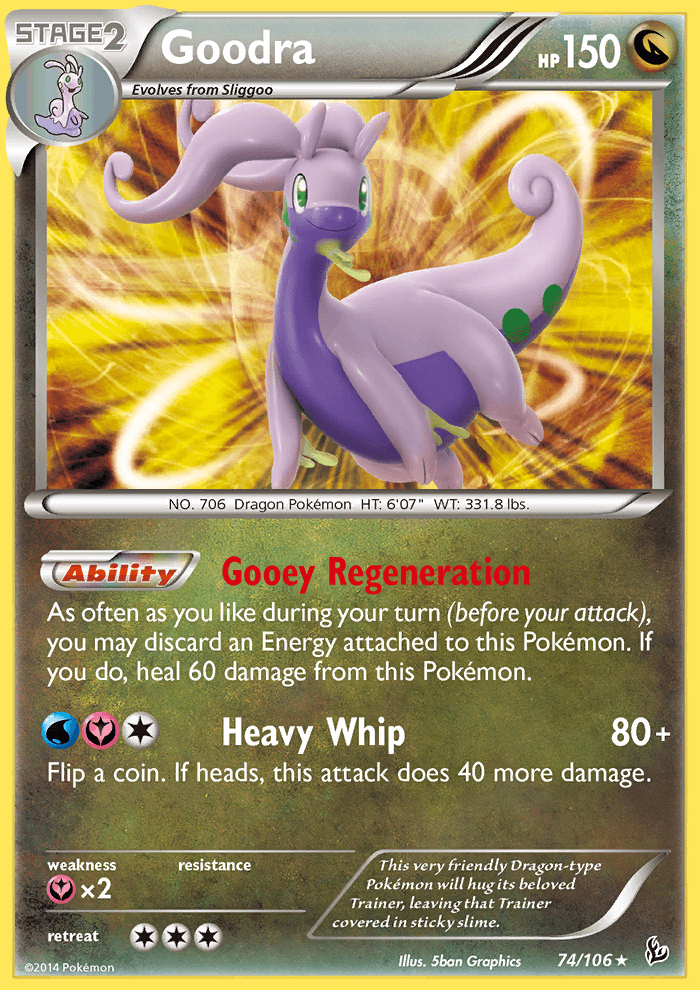 STAGE2
Goodra
HP150
Evolves from Sliggoo
NO. 706 Dragon Pokémon HT: 6'07" WT: 331.8 lbs.
Ability Gooey Regeneration
As often as you like during your turn (before your attack),
you may discard an Energy attached to this Pokémon. If
you do, heal 60 damage from this Pokémon.
Heavy Whip 80+
Flip a coin. If heads, this attack does 40 more damage.
weakness resistance
×2
retreat
This very friendly Dragon-type
Pokémon will hug its beloved
Trainer, leaving that Trainer
covered in sticky slime.
©2014 Pokémon
Illus. 5ban Graphics 74/106★